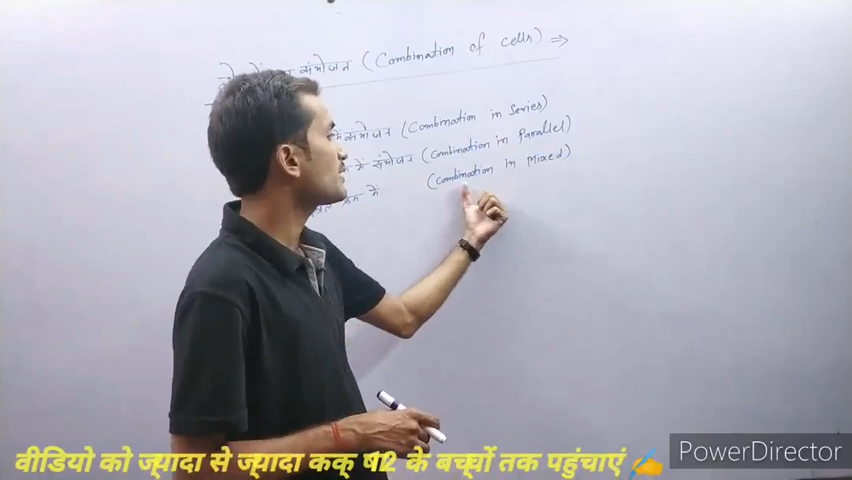 संयोजन (Combination of cells) ⇒
में संयोजन (Combination in Series)
में संयोजन (Combination in Parallel)
क्रम में (Combination in Mixed)
वीडियो को ज्यादा से ज्यादा कक्षा 12 के बच्चों तक पहुंचाएं ✍
PowerDirector